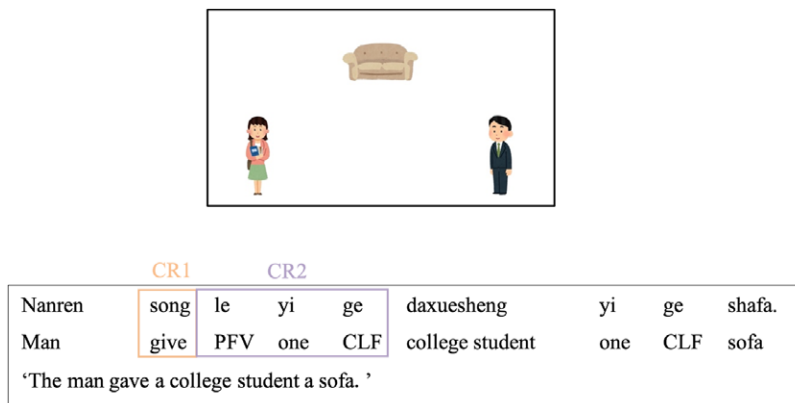 CR1 CR2
Nanren song le yi ge daxuesheng yi ge shafa.
Man give PFV one CLF college student one CLF sofa
‘The man gave a college student a sofa. ’